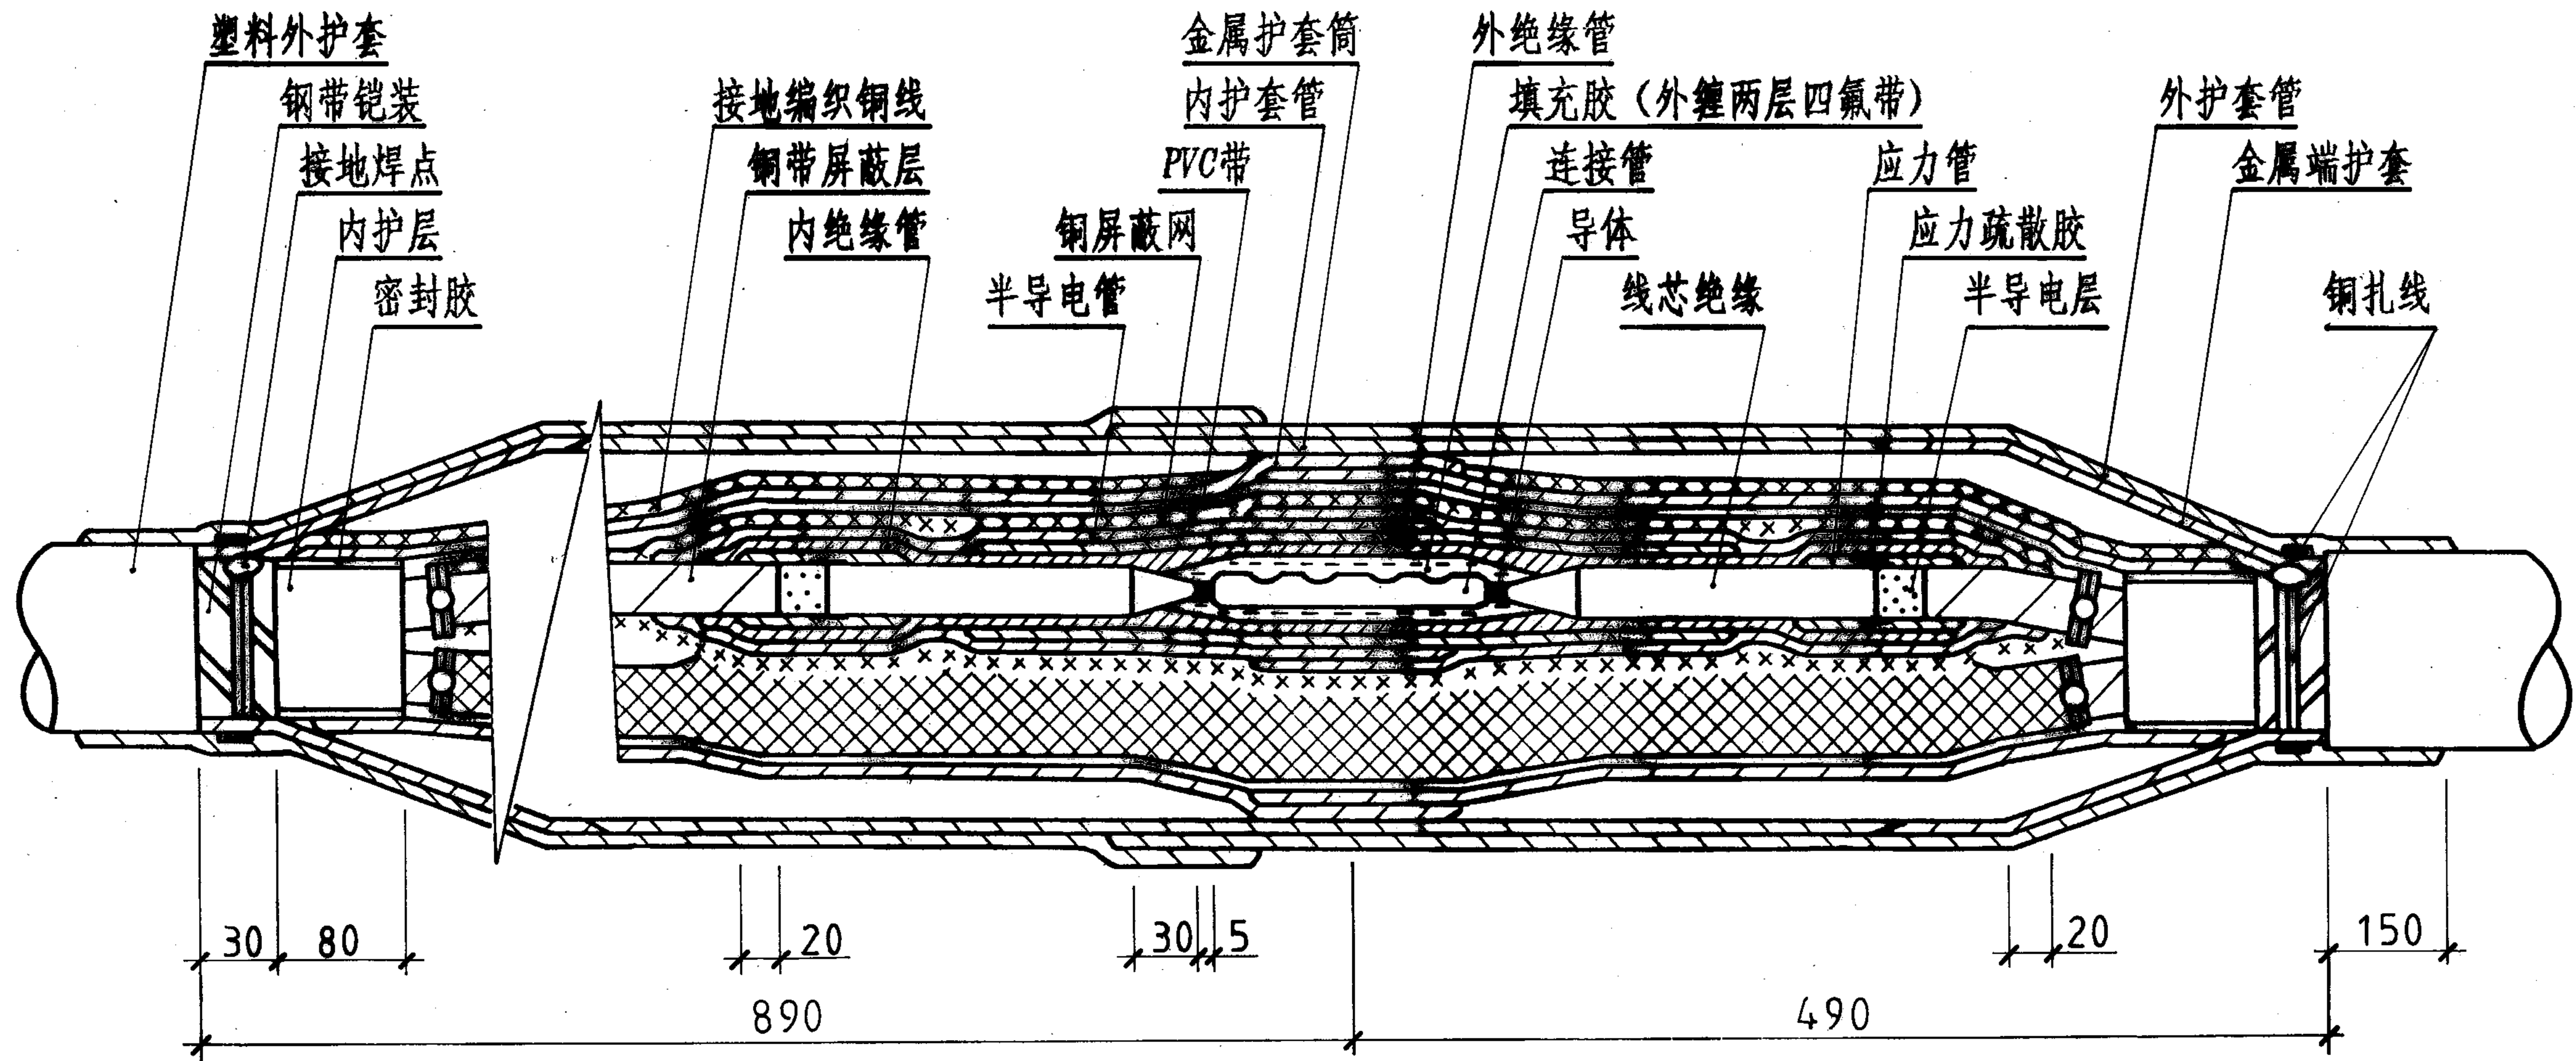 塑料外护套
钢带铠装
接地焊点
内护层
密封胶
接地编织铜线
铜带屏蔽层
内绝缘管
金属护套筒
内护套管
PVC带
铜屏蔽网
半导电管
外绝缘管
填充胶（外缠两层四氟带）
连接管
导体
线芯绝缘
应力管
应力疏散胶
半导电层
外护套管
金属端护套
铜扎线
30 80 20 30 5 20 150
890 490